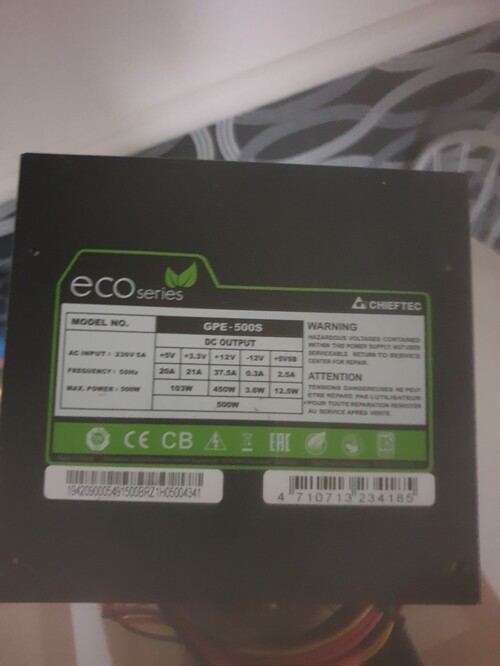 eco series
CHIEFTEC
MODEL NO.
GPE-500S
DC OUTPUT
AC INPUT: 230V 5A
FREQUENCY: 50Hz
MAX. POWER: 500W
+5V +3.3V +12V -12V +5VSB
20A 21A 37.5A 0.3A 2.5A
103W 450W 3.6W 12.5W
500W
WARNING
HAZARDOUS VOLTAGES CONTAINED
WITHIN THIS POWER SUPPLY, NOT USER
SERVICEABLE. RETURN TO SERVICE
CENTER FOR REPAIR.
ATTENTION
TENSIONS DANGEREUSES NE PEUT
ETRE REPARE PAR L'UTILISATEUR
POUR TOUTE REPARATION RENVOYER
AU SERVICE APRES VENTE.
CE CB EAC
1942090005491500BRZ1H05004341
4 710713 234185